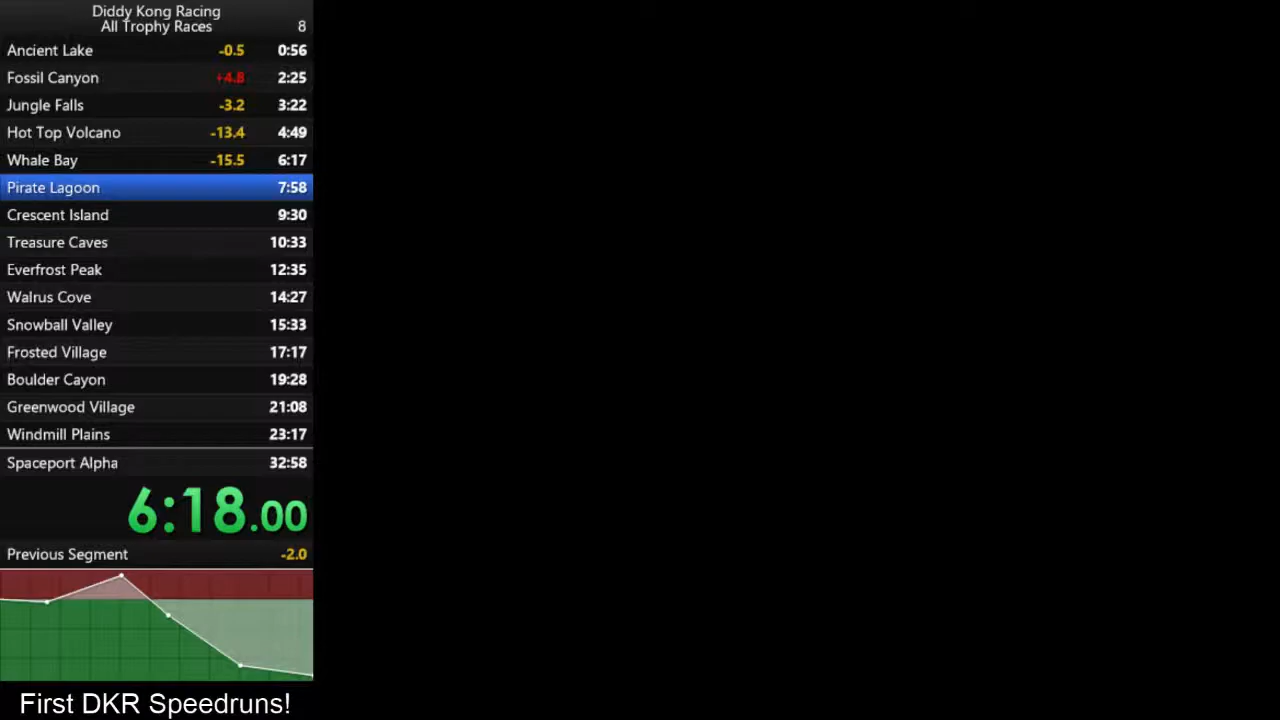 Diddy Kong Racing
All Trophy Races 8
Ancient Lake -0.5 0:56
Fossil Canyon +4.8 2:25
Jungle Falls -3.2 3:22
Hot Top Volcano -13.4 4:49
Whale Bay -15.5 6:17
Pirate Lagoon 7:58
Crescent Island 9:30
Treasure Caves 10:33
Everfrost Peak 12:35
Walrus Cove 14:27
Snowball Valley 15:33
Frosted Village 17:17
Boulder Cayon 19:28
Greenwood Village 21:08
Windmill Plains 23:17
Spaceport Alpha 32:58
6:18.00
Previous Segment -2.0
First DKR Speedruns!